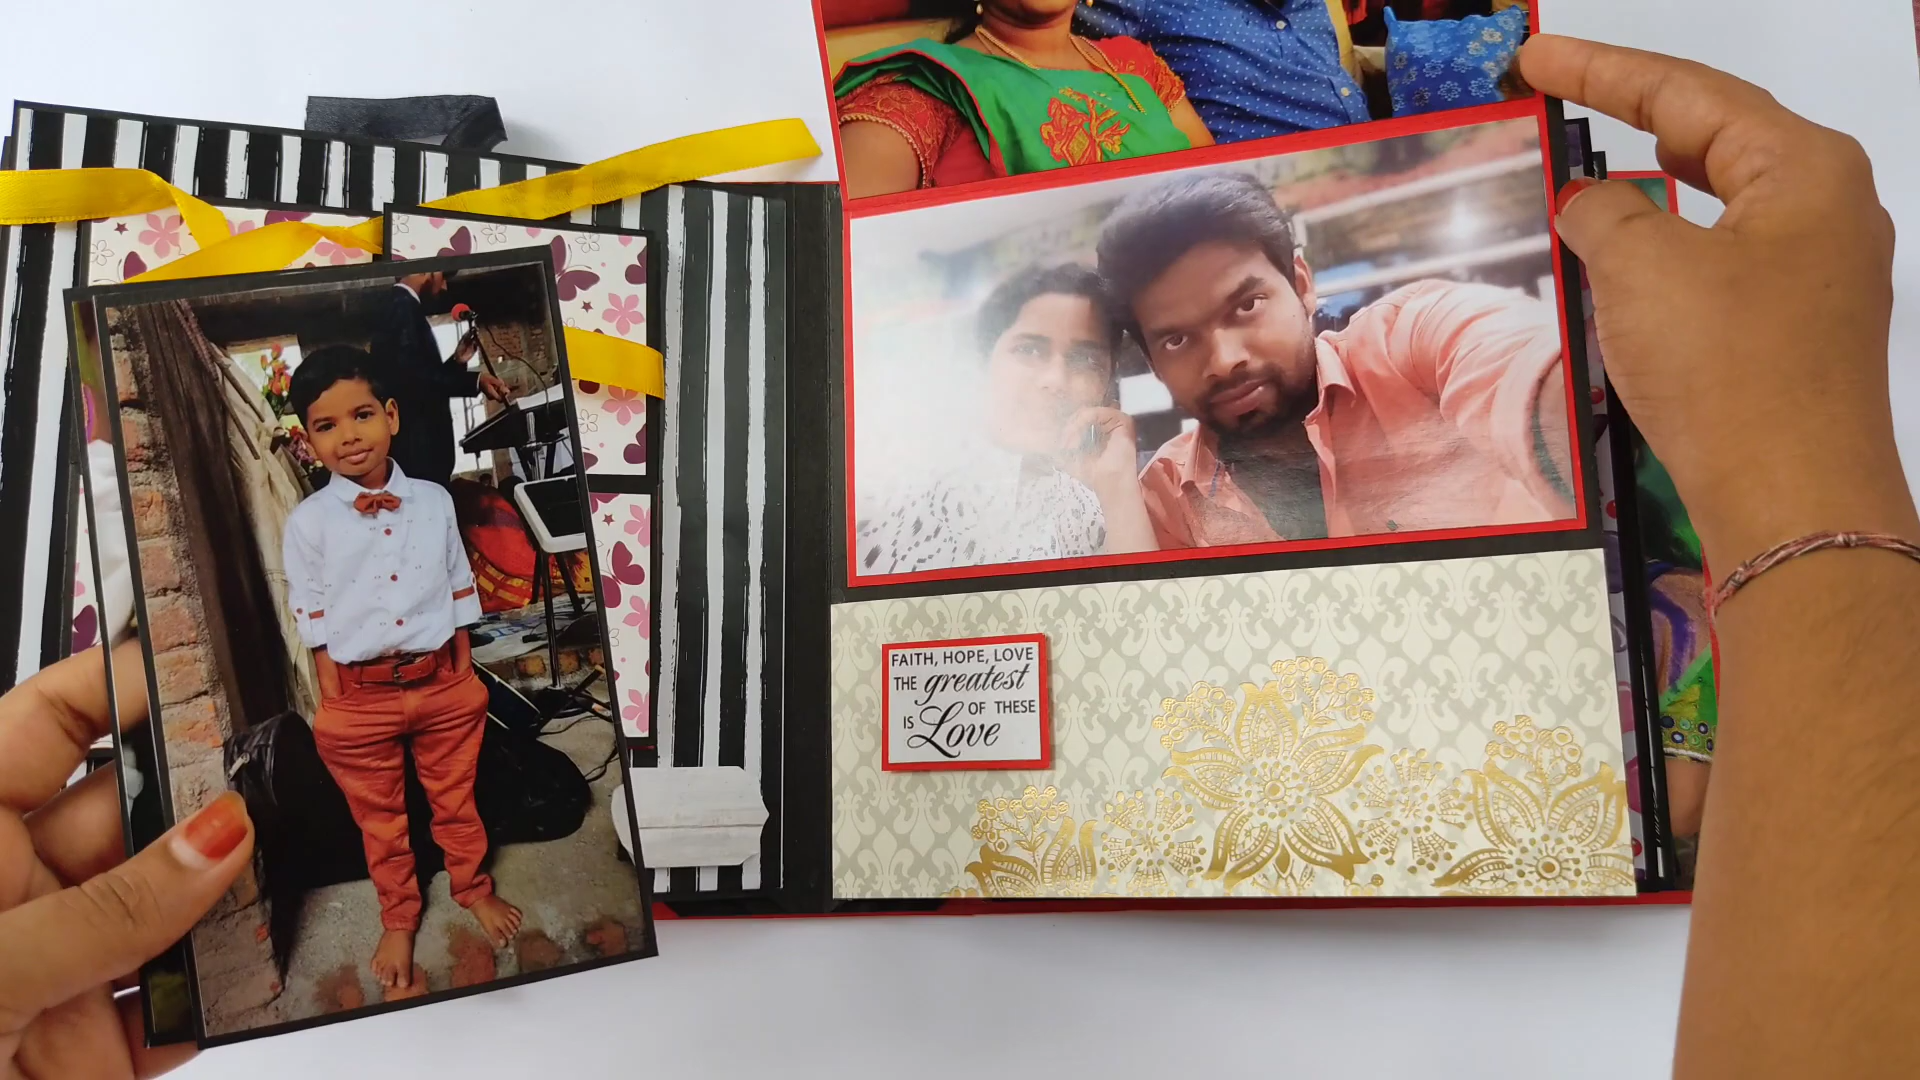 FAITH, HOPE, LOVE
THE greatest
IS OF THESE
Love